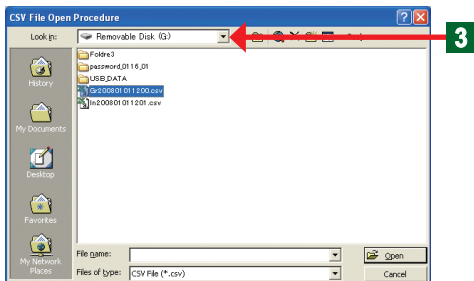 CSV File Open Procedure
Look in: Removable Disk (G:)
3
Foldre3
password_0116_01
USB_DATA
Gr200801011200.csv
In200801011201.csv
History
My Documents
Desktop
Favorites
My Network Places
File name:
Open
Files of type: CSV File (*.csv)
Cancel